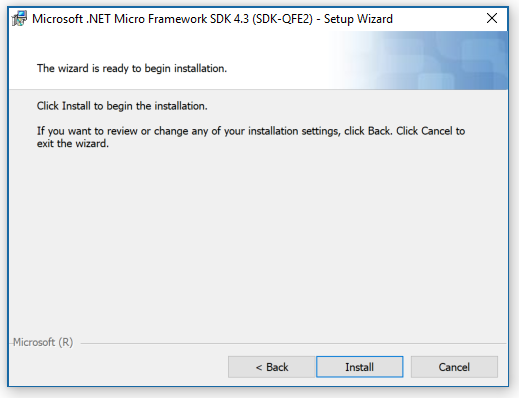 Microsoft .NET Micro Framework SDK 4.3 (SDK-QFE2) - Setup Wizard
The wizard is ready to begin installation.
Click Install to begin the installation.
If you want to review or change any of your installation settings, click Back. Click Cancel to
exit the wizard.
Microsoft (R)
< Back Install Cancel